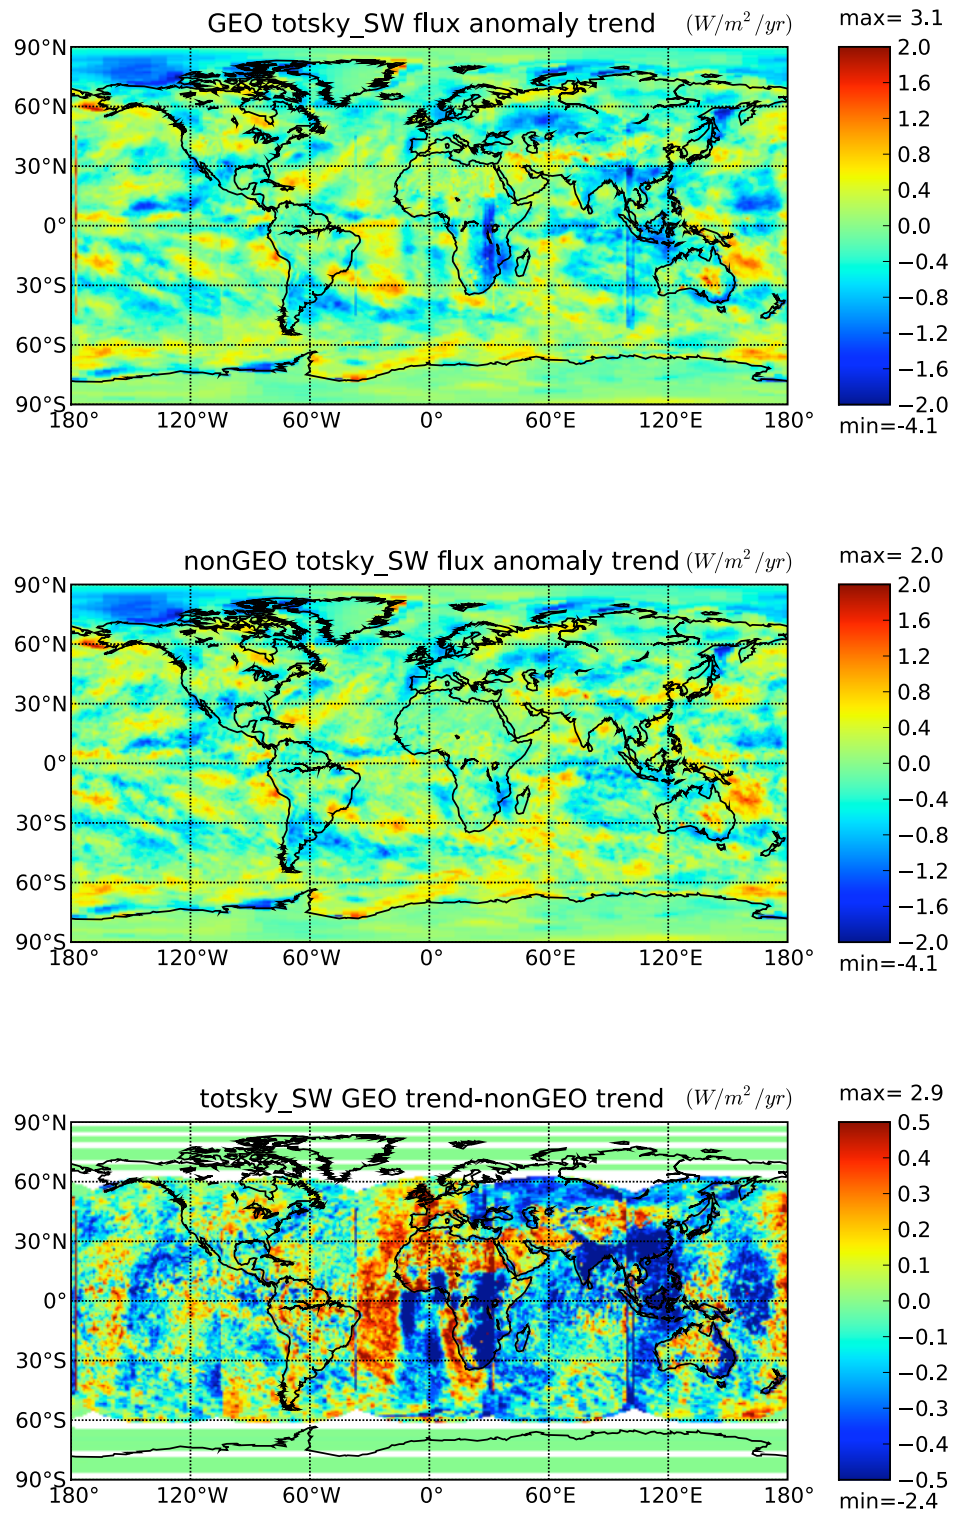 GEO totsky_SW flux anomaly trend (W/m²/yr) max= 3.1
90°N 2.0
60°N 1.6
30°N 1.2
0.8
0° 0.4
0.0
30°S −0.4
−0.8
60°S −1.2
−1.6
90°S −2.0
180° 120°W 60°W 0° 60°E 120°E 180° min=-4.1
nonGEO totsky_SW flux anomaly trend (W/m²/yr) max= 2.0
90°N 2.0
60°N 1.6
30°N 1.2
0.8
0° 0.4
0.0
30°S −0.4
−0.8
60°S −1.2
−1.6
90°S −2.0
180° 120°W 60°W 0° 60°E 120°E 180° min=-4.1
totsky_SW GEO trend-nonGEO trend (W/m²/yr) max= 2.9
90°N 0.5
60°N 0.4
30°N 0.3
0.2
0° 0.1
0.0
30°S −0.1
−0.2
60°S −0.3
−0.4
90°S −0.5
180° 120°W 60°W 0° 60°E 120°E 180° min=-2.4